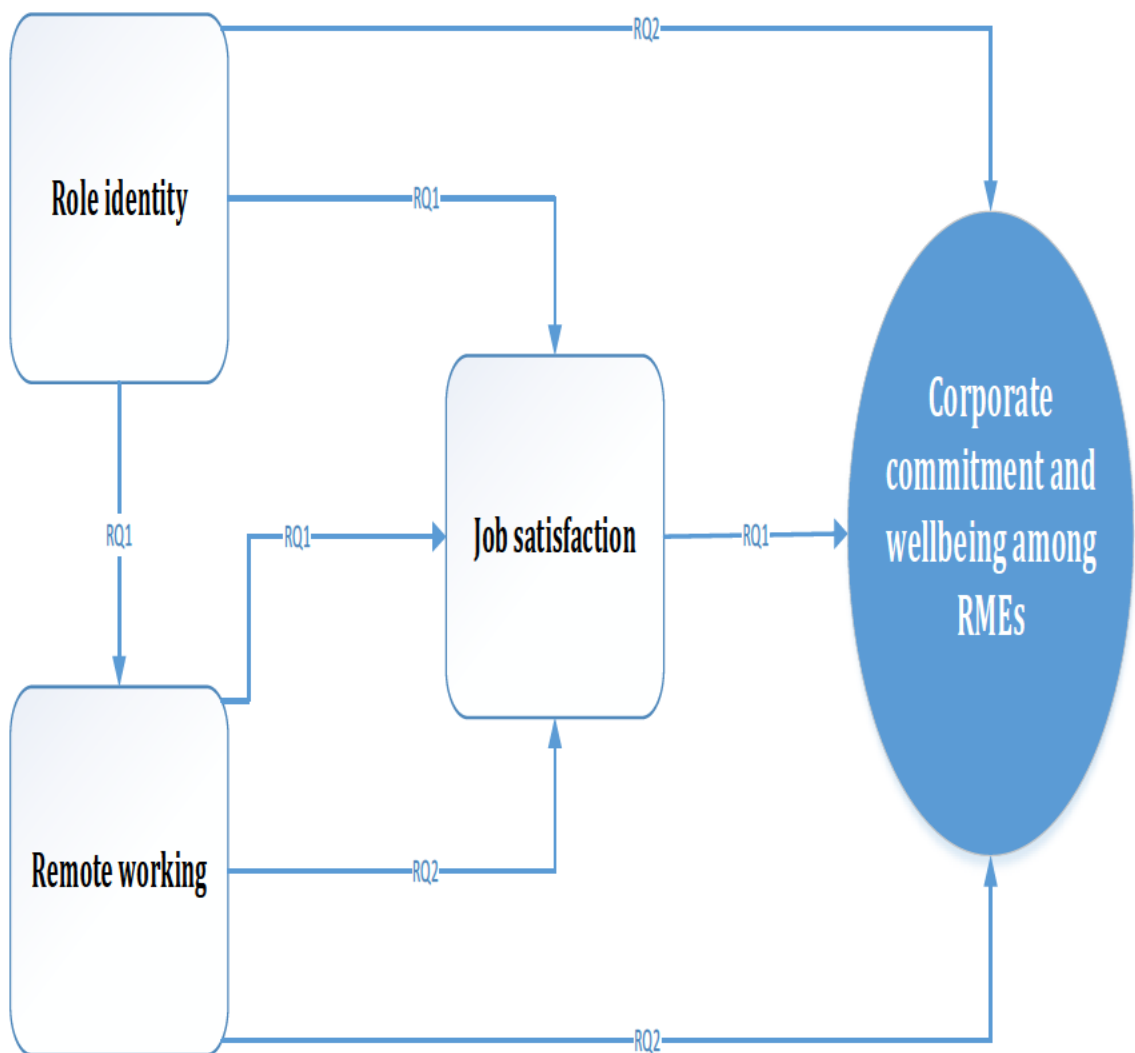 RQ2
Role identity
RQ1
Corporate
commitment and
wellbeing among
RMEs
RQ1
RQ1
Job satisfaction
RQ1
Remote working
RQ2
RQ2